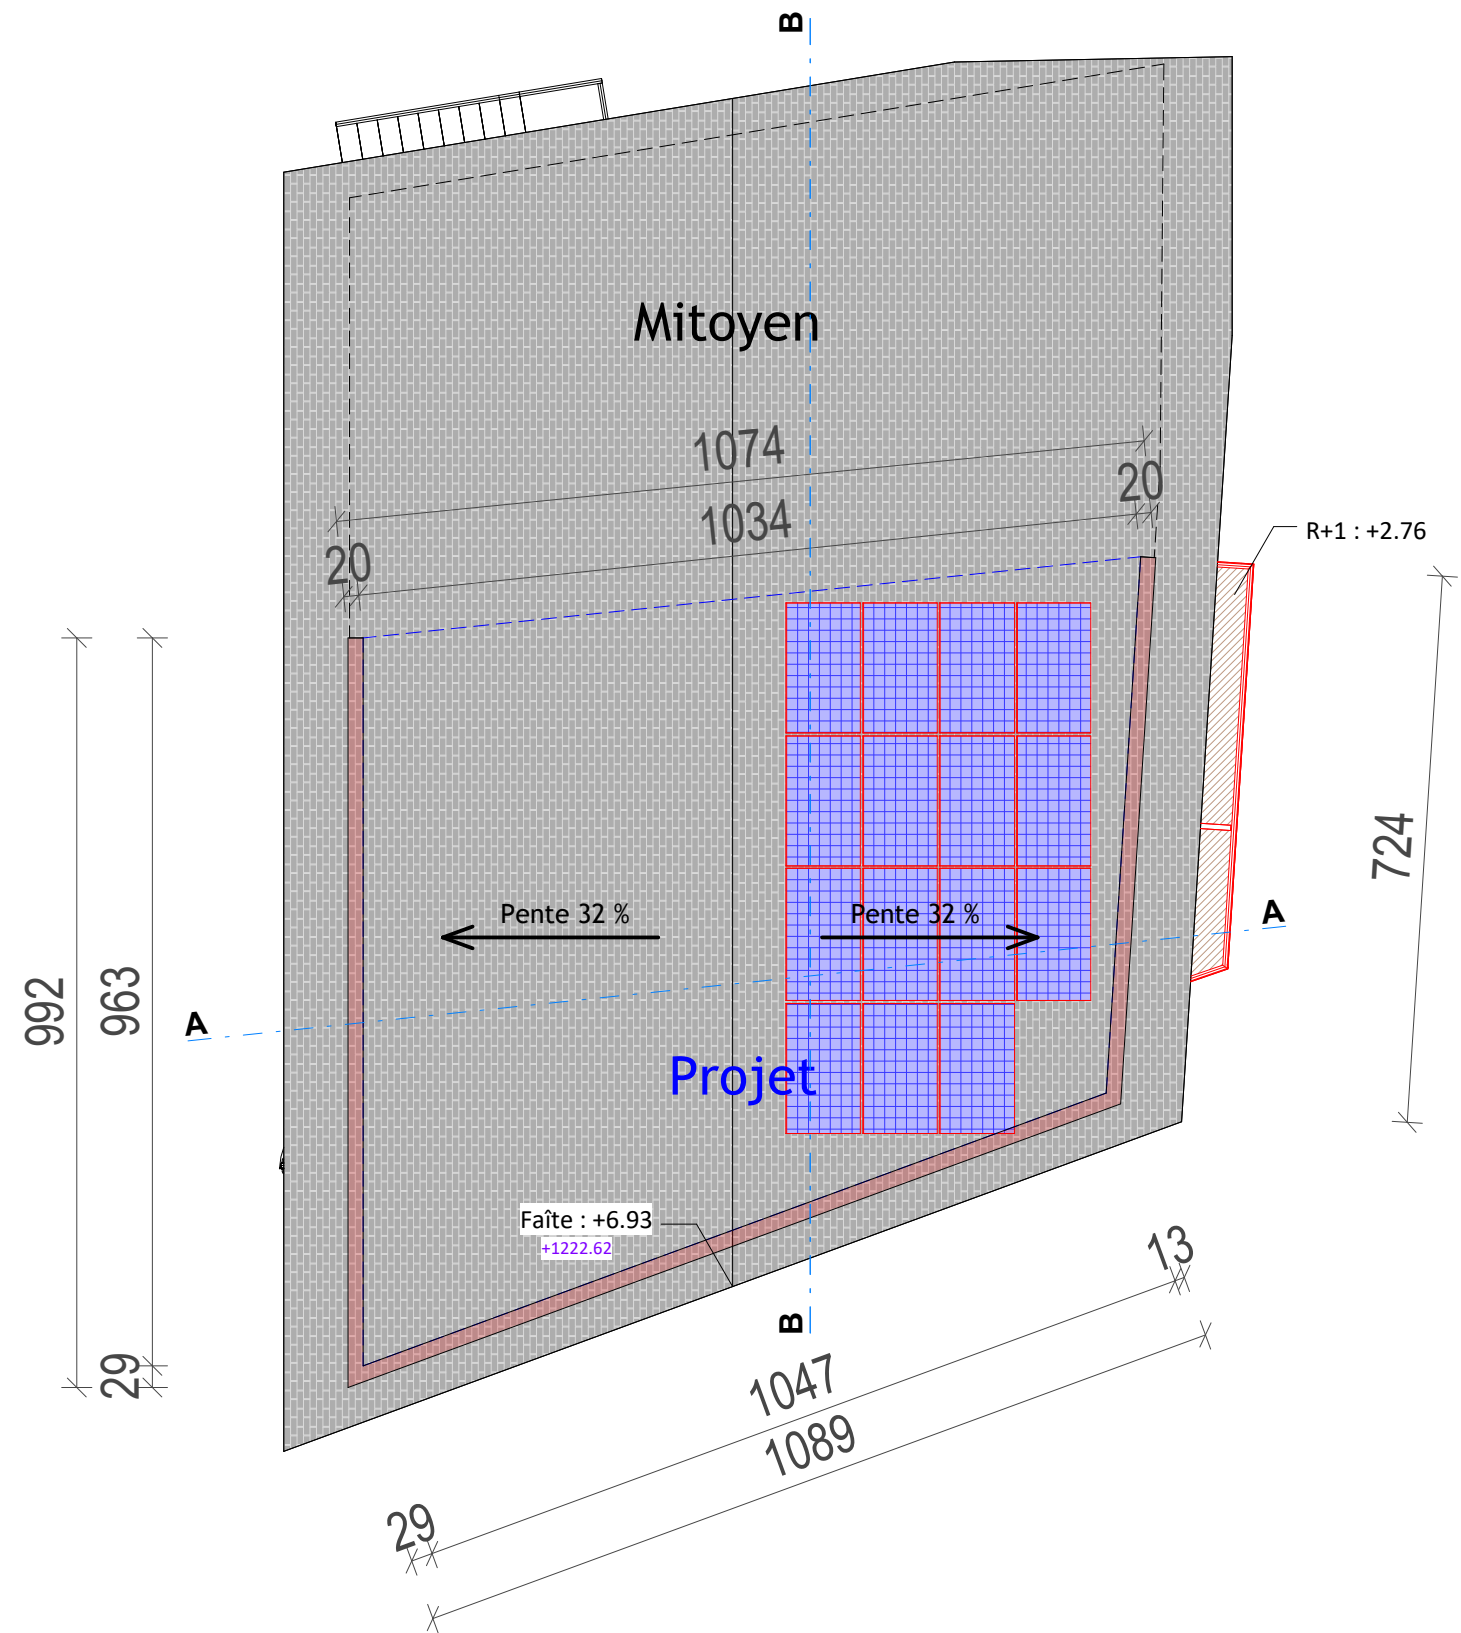 B
Mitoyen
1074
20
1034
20
R+1 : +2.76
724
Pente 32 %
Pente 32 %
A
A
992
963
29
Projet
Faîte : +6.93
+1222.62
B
13
1047
1089
29